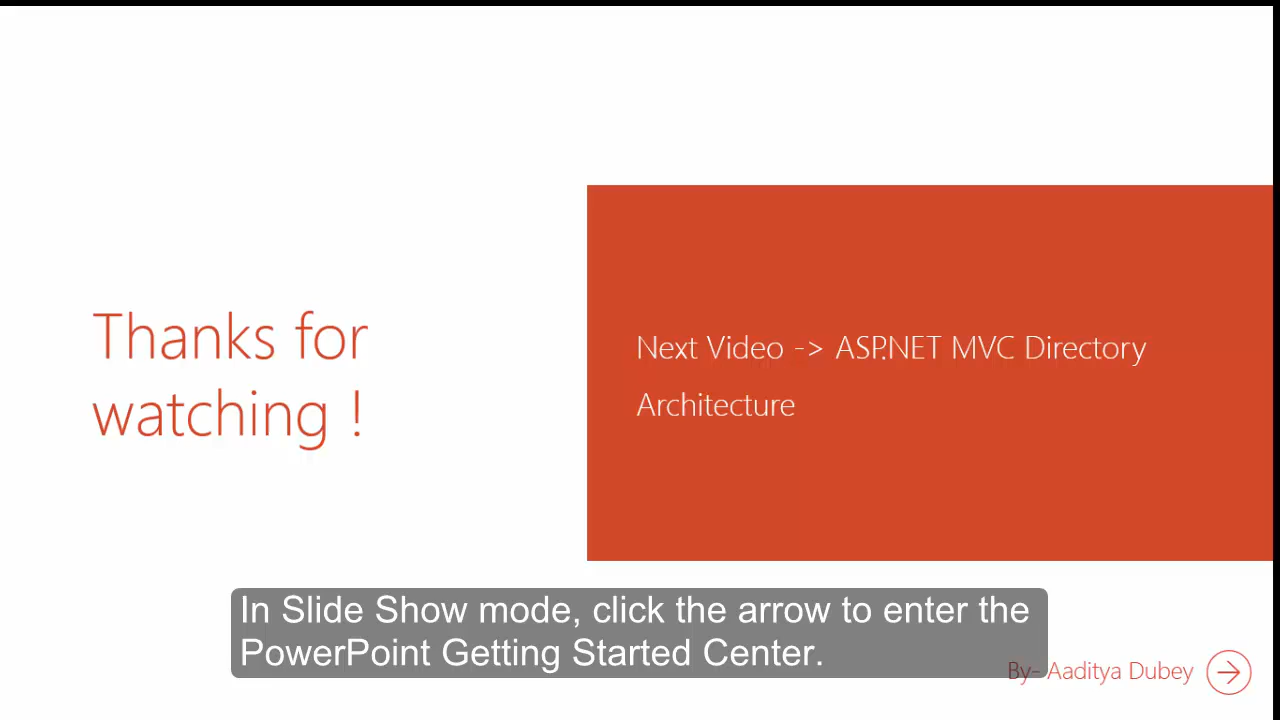 Thanks for
watching !
Next Video -> ASP.NET MVC Directory
Architecture
In Slide Show mode, click the arrow to enter the
PowerPoint Getting Started Center.
By- Aaditya Dubey